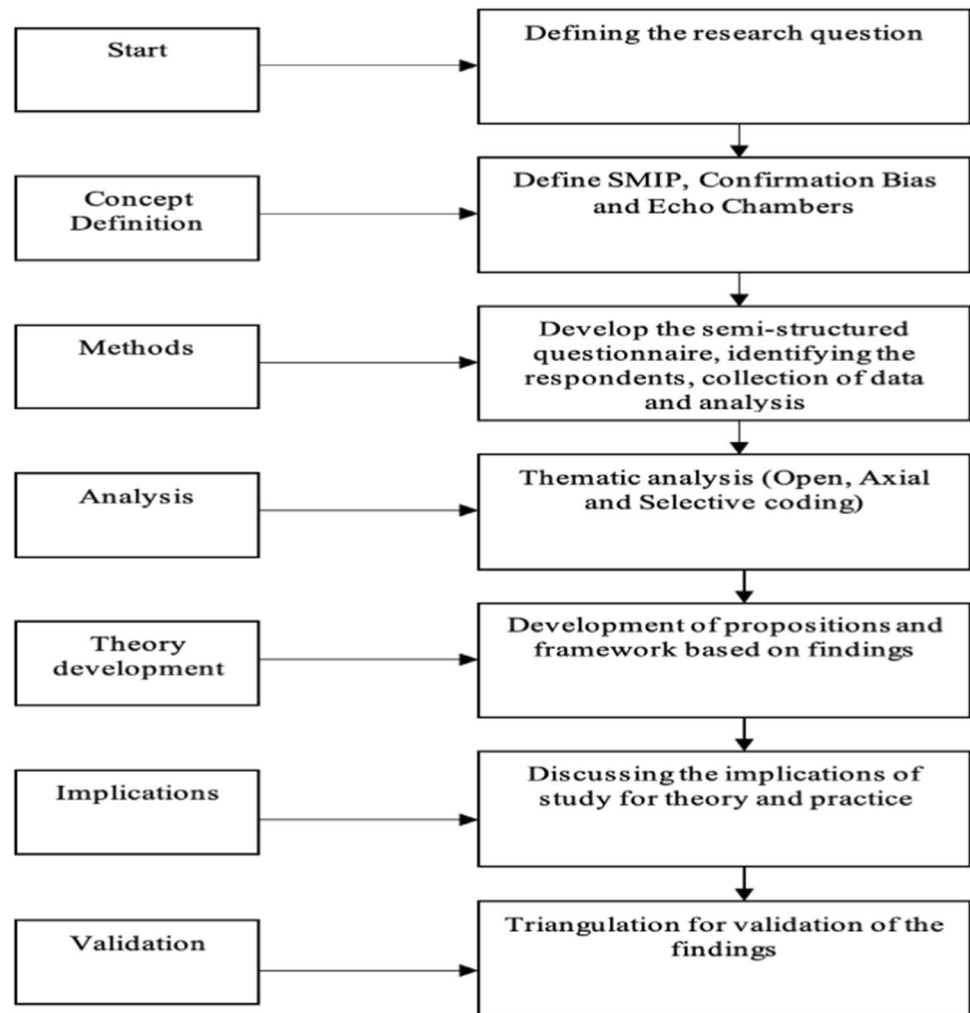 Start
Defining the research question
Concept
Definition
Define SMIP, Confirmation Bias
and Echo Chambers
Methods
Develop the semi-structured
questionnaire, identifying the
respondents, collection of data
and analysis
Analysis
Thematic analysis (Open, Axial
and Selective coding)
Theory
development
Development of propositions and
framework based on findings
Implications
Discussing the implications of
study for theory and practice
Validation
Triangulation for validation of the
findings